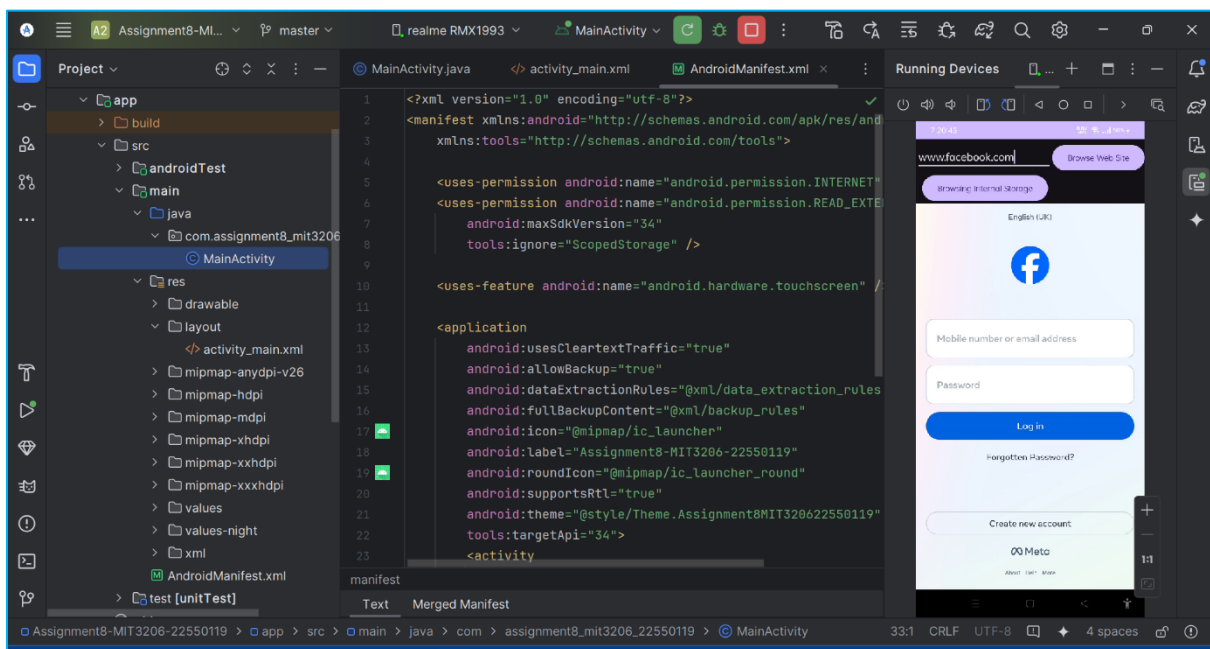 A2 Assignment8-MI... master realme RMX1993 MainActivity
Project
app
build
src
androidTest
main
java
com.assignment8_mit3206
MainActivity
res
drawable
layout
activity_main.xml
mipmap-anydpi-v26
mipmap-hdpi
mipmap-mdpi
mipmap-xhdpi
mipmap-xxhdpi
mipmap-xxxhdpi
values
values-night
xml
AndroidManifest.xml
test [unitTest]
MainActivity.java activity_main.xml AndroidManifest.xml
1 <?xml version="1.0" encoding="utf-8"?>
2 <manifest xmlns:android="http://schemas.android.com/apk/res/and
3 xmlns:tools="http://schemas.android.com/tools">
4
5 <uses-permission android:name="android.permission.INTERNET"
6 <uses-permission android:name="android.permission.READ_EXTE
7 android:maxSdkVersion="34"
8 tools:ignore="ScopedStorage" />
9
10 <uses-feature android:name="android.hardware.touchscreen" /
11
12 <application
13 android:usesCleartextTraffic="true"
14 android:allowBackup="true"
15 android:dataExtractionRules="@xml/data_extraction_rules
16 android:fullBackupContent="@xml/backup_rules"
17 android:icon="@mipmap/ic_launcher"
18 android:label="Assignment8-MIT3206-22550119"
19 android:roundIcon="@mipmap/ic_launcher_round"
20 android:supportsRtl="true"
21 android:theme="@style/Theme.Assignment8MIT320622550119"
22 tools:targetApi="34">
23 <activity
manifest
Text Merged Manifest
Running Devices
www.facebook.com Browse Web Site
Browsing Internal Storage
English (UK)
Mobile number or email address
Password
Log in
Forgotten Password?
Create new account
Meta
About Help More
1:1
Assignment8-MIT3206-22550119 > app > src > main > java > com > assignment8_mit3206_22550119 > MainActivity 33:1 CRLF UTF-8 4 spaces